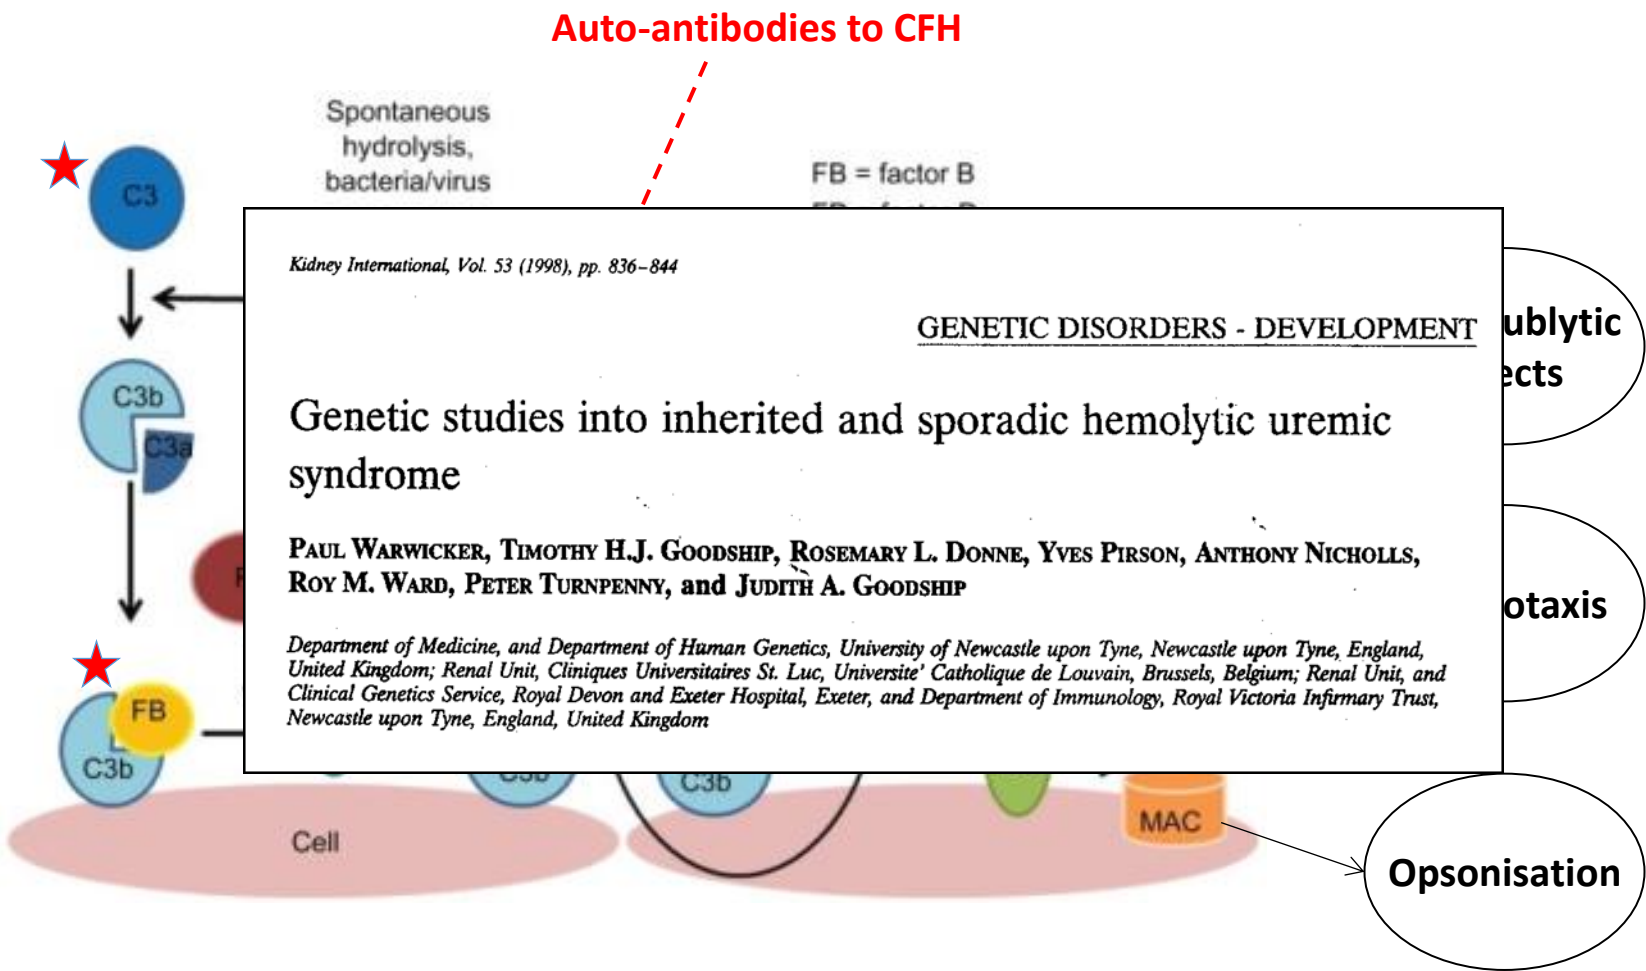 Auto-antibodies to CFH
Spontaneous
hydrolysis,
bacteria/virus
FB = factor B
C3
C3b
C3a
FB
C3b
Kidney International, Vol. 53 (1998), pp. 836–844
GENETIC DISORDERS - DEVELOPMENT
Genetic studies into inherited and sporadic hemolytic uremic
syndrome
PAUL WARWICKER, TIMOTHY H.J. GOODSHIP, ROSEMARY L. DONNE, YVES PIRSON, ANTHONY NICHOLLS,
ROY M. WARD, PETER TURNPENNY, and JUDITH A. GOODSHIP
Department of Medicine, and Department of Human Genetics, University of Newcastle upon Tyne, Newcastle upon Tyne, England,
United Kingdom; Renal Unit, Cliniques Universitaires St. Luc, Universite' Catholique de Louvain, Brussels, Belgium; Renal Unit, and
Clinical Genetics Service, Royal Devon and Exeter Hospital, Exeter, and Department of Immunology, Royal Victoria Infirmary Trust,
Newcastle upon Tyne, England, United Kingdom
ublytic
ects
otaxis
C3b
C3b
MAC
Cell
Opsonisation